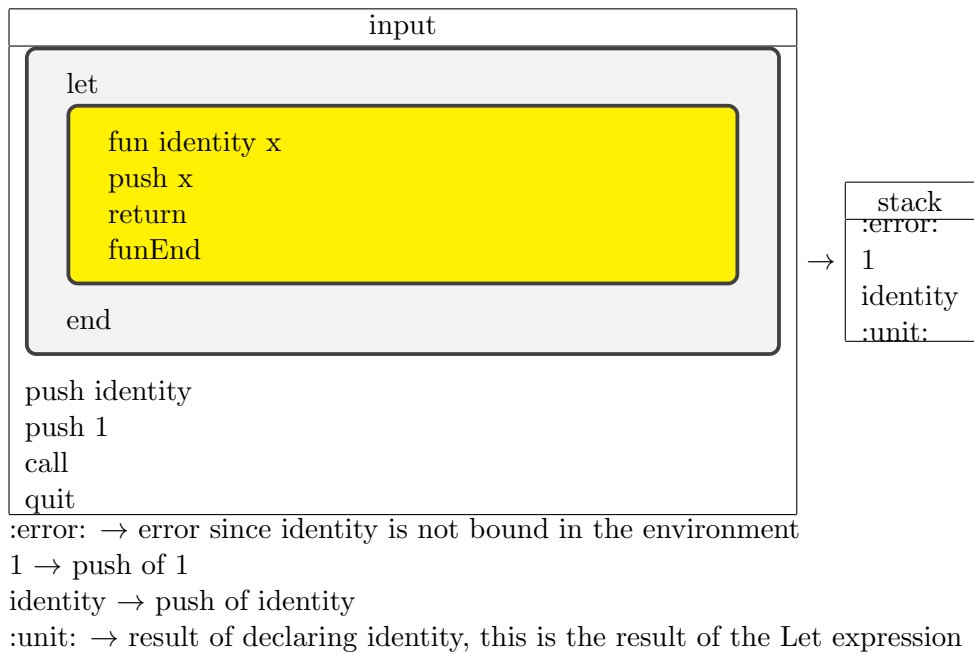 input
let
fun identity x
push x
return
funEnd
end
push identity
push 1
call
quit
→
stack
:error:
1
identity
:unit:
:error: → error since identity is not bound in the environment
1 → push of 1
identity → push of identity
:unit: → result of declaring identity, this is the result of the Let expression